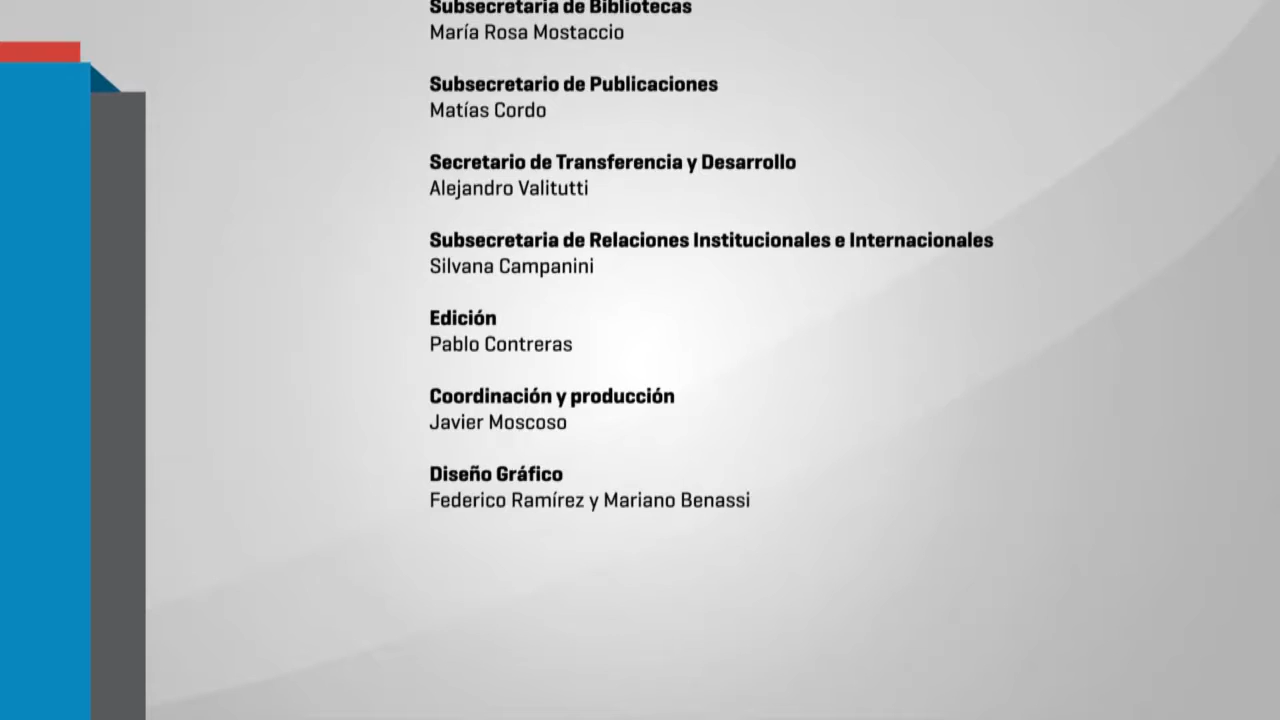 Subsecretaria de Bibliotecas
María Rosa Mostaccio
Subsecretario de Publicaciones
Matías Cordo
Secretario de Transferencia y Desarrollo
Alejandro Valitutti
Subsecretaria de Relaciones Institucionales e Internacionales
Silvana Campanini
Edición
Pablo Contreras
Coordinación y producción
Javier Moscoso
Diseño Gráfico
Federico Ramírez y Mariano Benassi